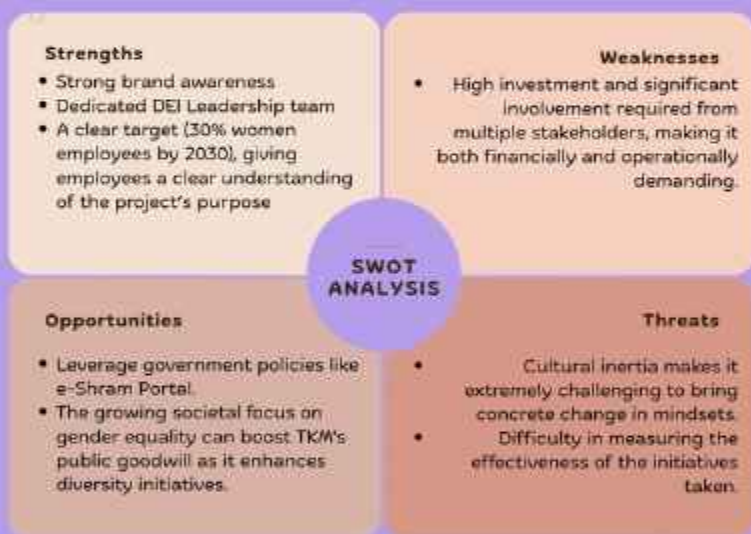 Strengths
• Strong brand awareness
• Dedicated DEI Leadership team
• A clear target (30% women
employees by 2030), giving
employees a clear understanding
of the project's purpose
Weaknesses
• High investment and significant
involvement required from
multiple stakeholders, making it
both financially and operationally
demanding.
SWOT
ANALYSIS
Opportunities
• Leverage government policies like
e-Shram Portal.
• The growing societal focus on
gender equality can boost TKM's
public goodwill as it enhances
diversity initiatives.
Threats
• Cultural inertia makes it
extremely challenging to bring
concrete change in mindsets.
• Difficulty in measuring the
effectiveness of the initiatives
taken.